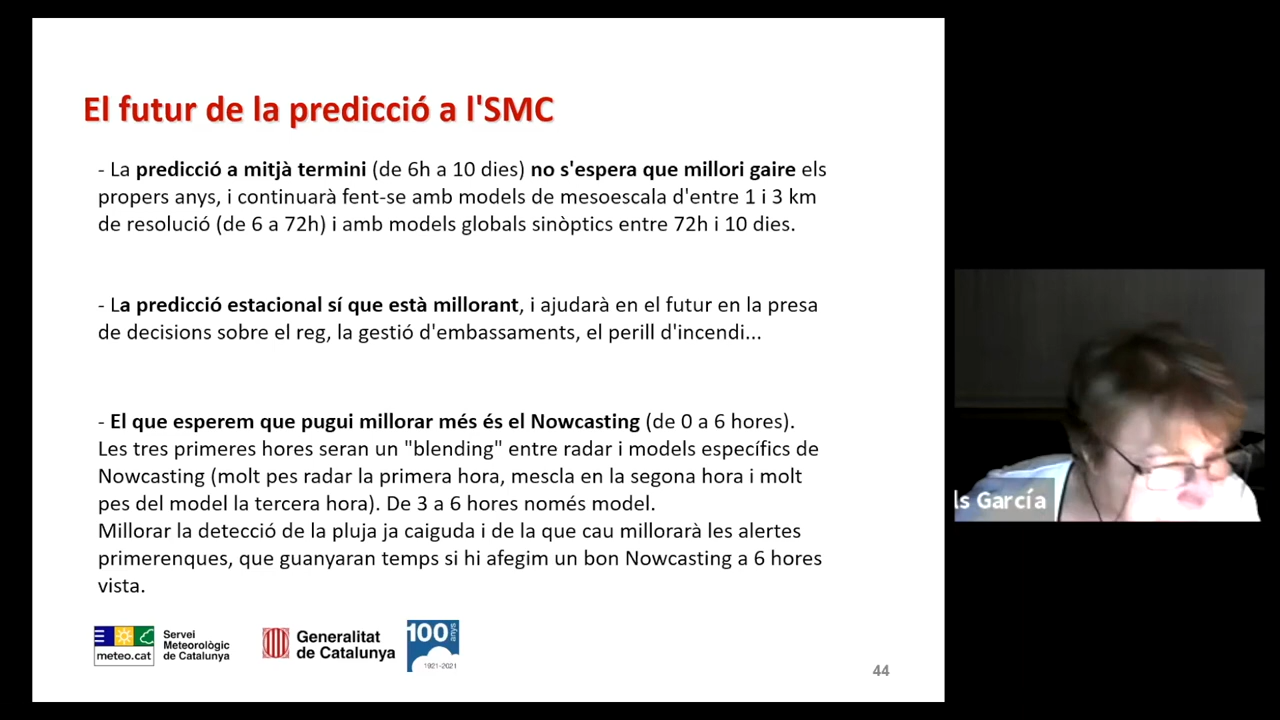 El futur de la predicció a l'SMC
- La predicció a mitjà termini (de 6h a 10 dies) no s'espera que millori gaire els
propers anys, i continuarà fent-se amb models de mesoescala d'entre 1 i 3 km
de resolució (de 6 a 72h) i amb models globals sinòptics entre 72h i 10 dies.
- La predicció estacional sí que està millorant, i ajudarà en el futur en la presa
de decisions sobre el reg, la gestió d'embassaments, el perill d'incendi...
- El que esperem que pugui millorar més és el Nowcasting (de 0 a 6 hores).
Les tres primeres hores seran un "blending" entre radar i models específics de
Nowcasting (molt pes radar la primera hora, mescla en la segona hora i molt
pes del model la tercera hora). De 3 a 6 hores només model.
Millorar la detecció de la pluja ja caiguda i de la que cau millorarà les alertes
primerenques, que guanyaran temps si hi afegim un bon Nowcasting a 6 hores
vista.
meteo.cat
Servei
Meteorològic
de Catalunya
Generalitat
de Catalunya
100 anys
1921-2021
44
ls García